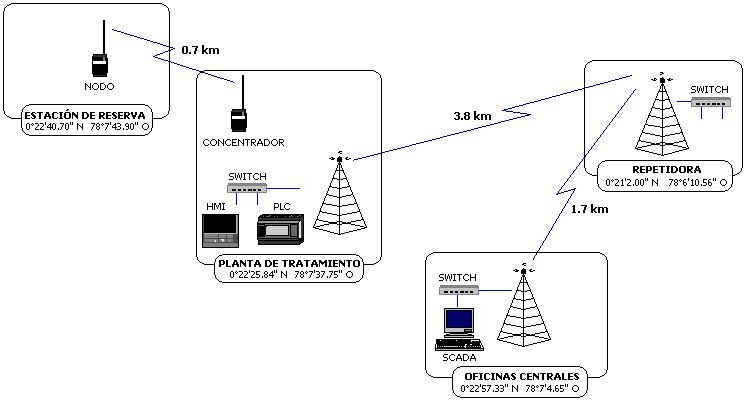 NODO
ESTACIÓN DE RESERVA
0°22'40.70" N 78°7'43.90" O
0.7 km
CONCENTRADOR
SWITCH
HMI
PLC
PLANTA DE TRATAMIENTO
0°22'25.84" N 78°7'37.75" O
3.8 km
SWITCH
REPETIDORA
0°21'2.00" N 78°6'10.56" O
1.7 km
SWITCH
SCADA
OFICINAS CENTRALES
0°22'57.33" N 78°7'4.65" O